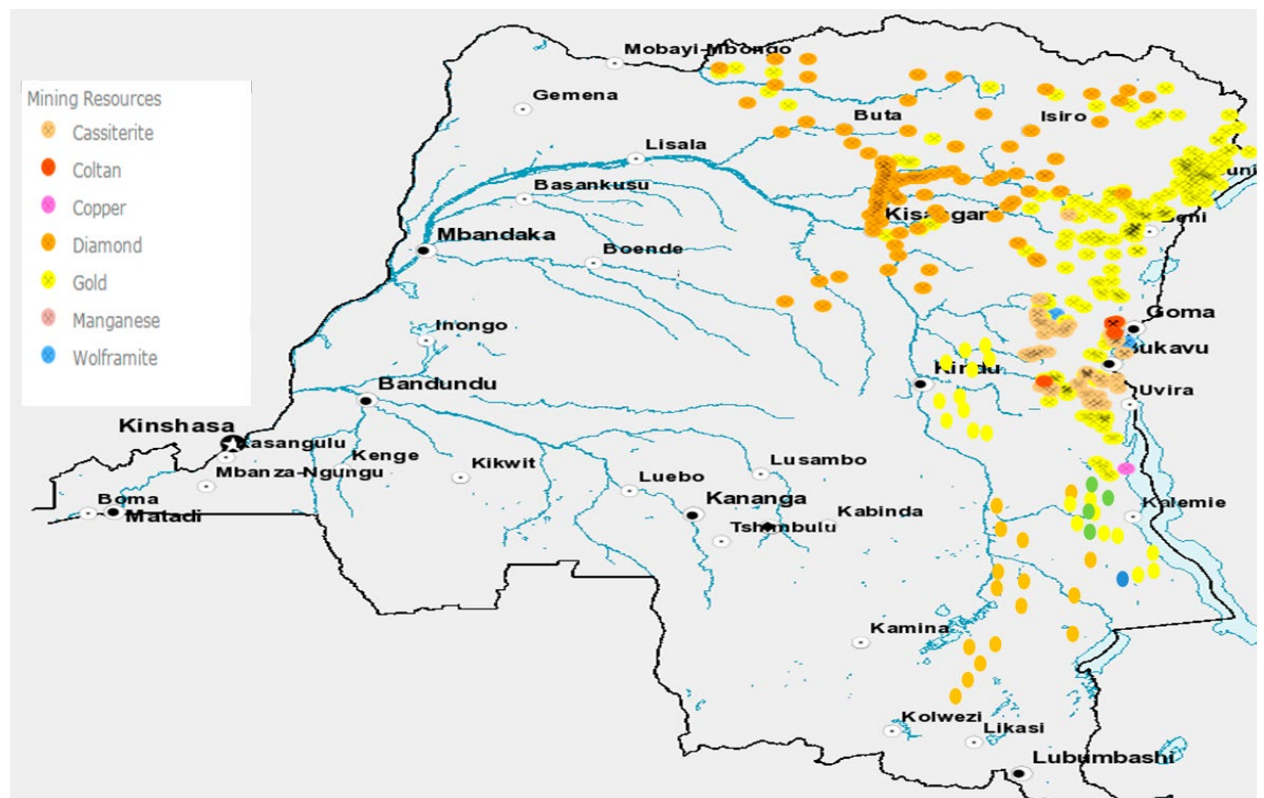 Mobayi-Mbongo
Gemena
Mining Resources
Cassiterite
Coltan
Copper
Diamond
Gold
Manganese
Wolframite
Buta
Isiro
Lisala
Basankusu
Kisangani
Mbandaka
Boende
Goma
Inongo
Kindu
Bandundu
Uvira
Kinshasa
Kasangulu
Kenge
Mbanza-Ngungu
Kikwit
Lusambo
Luebo
Boma
Kananga
Matadi
Kabinda
Kalemie
Tshimbulu
Kamina
Kolwezi
Likasi
Lubumbashi